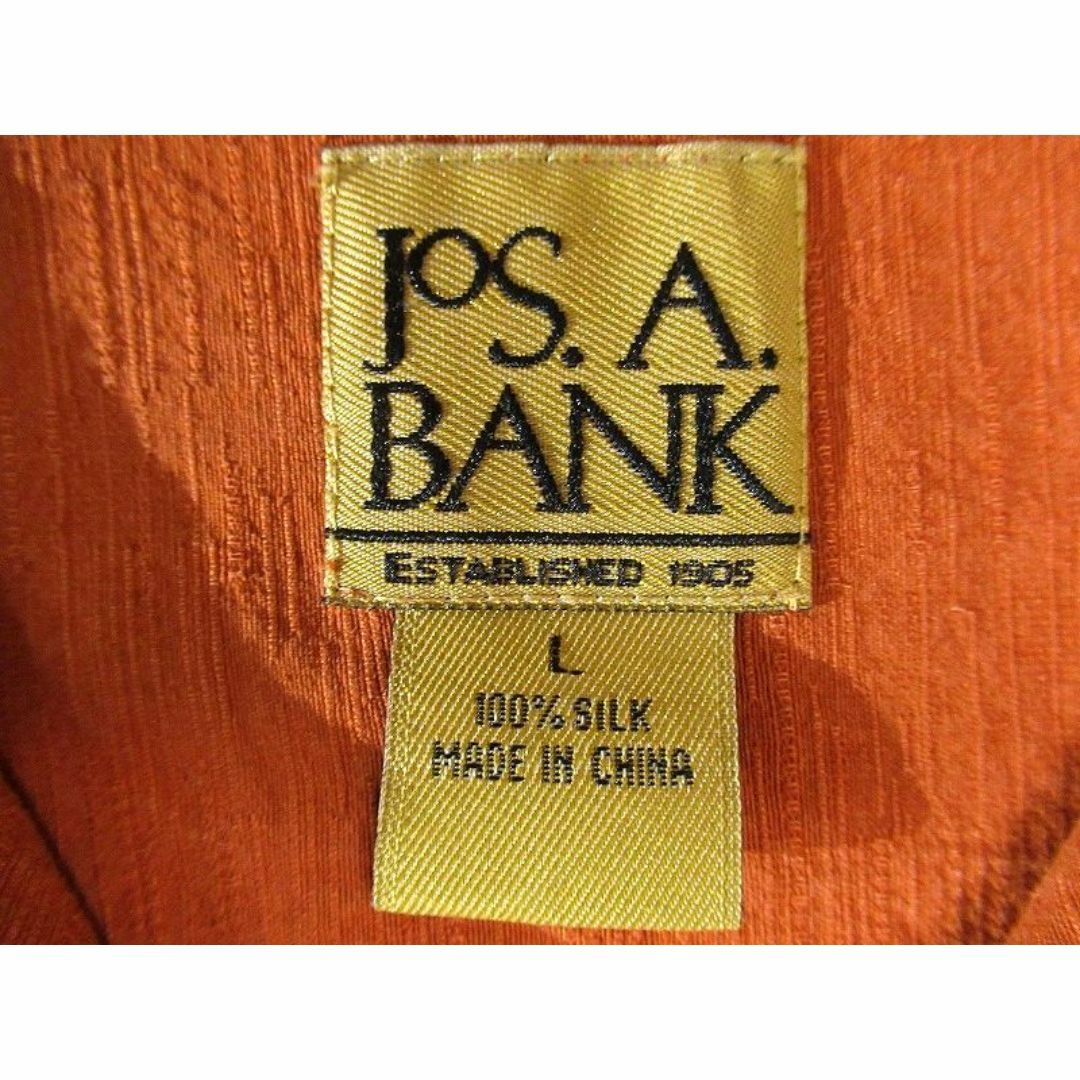 JOS. A.
BANK
ESTABLISHED 1905
L
100% SILK
MADE IN CHINA